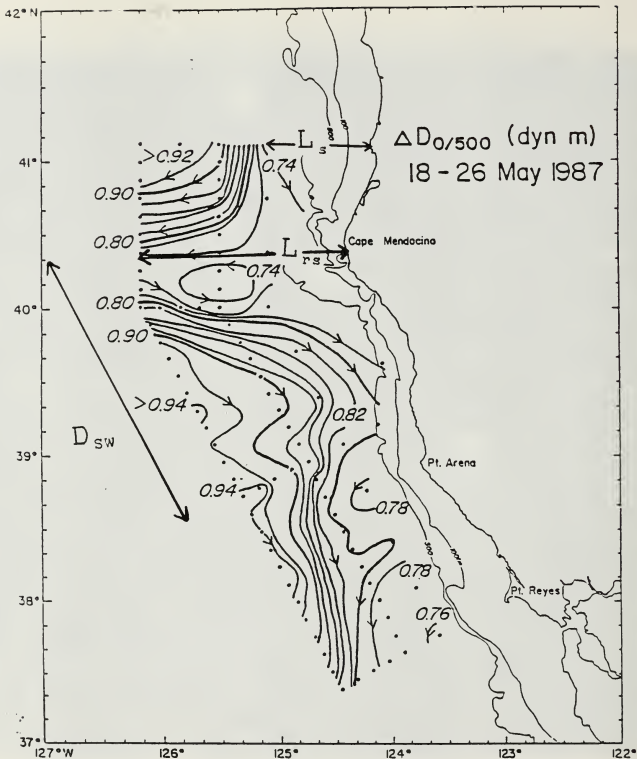 42°N
41°
40°
39°
38°
37°
127°W
126°
125°
124°
123°
122°
ΔD0/500 (dyn m)
18 - 26 May 1987
Ls
>0.92
0.74
0.90
0.80
Cape Mendocino
Lrs
0.74
0.80
0.90
>0.94
0.82
DSW
Pt. Arena
0.94
0.78
0.78
Pt. Reyes
0.76
500